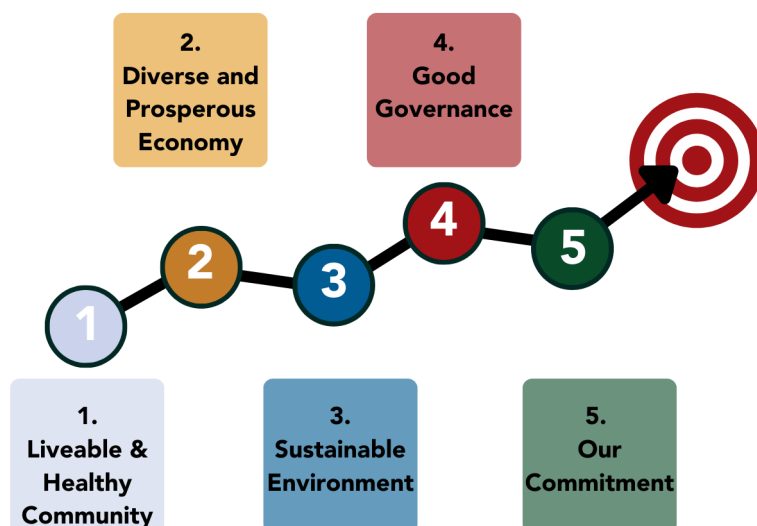 2.
Diverse and
Prosperous
Economy
4.
Good
Governance
1
2
3
4
5
1.
Liveable &
Healthy
Community
3.
Sustainable
Environment
5.
Our
Commitment